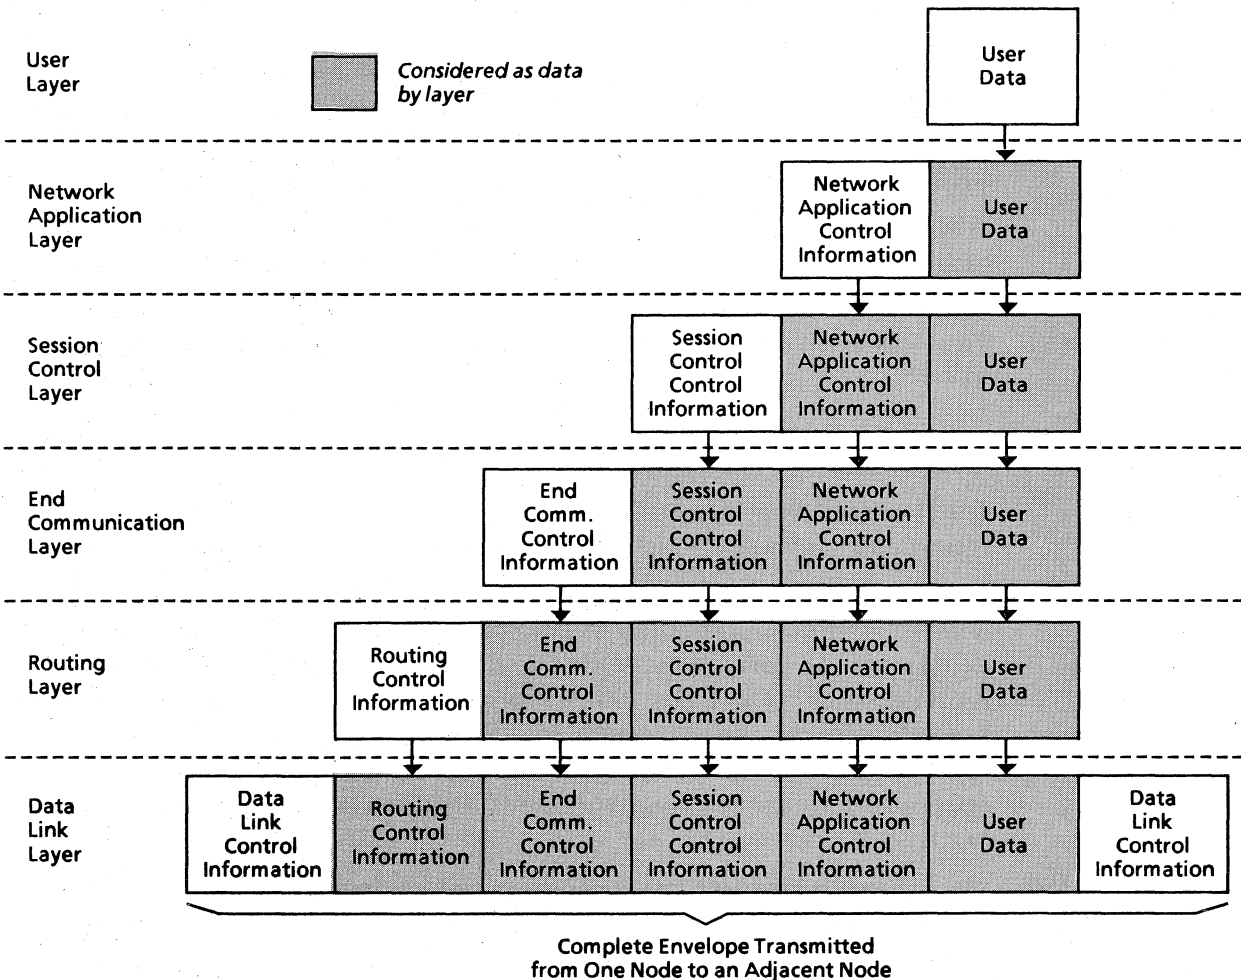 User
Layer
Considered as data
by layer
User
Data
Network
Application
Layer
Network
Application
Control
Information
User
Data
Session
Control
Layer
Session
Control
Control
Information
Network
Application
Control
Information
User
Data
End
Communication
Layer
End
Comm.
Control
Information
Session
Control
Control
Information
Network
Application
Control
Information
User
Data
Routing
Layer
Routing
Control
Information
End
Comm.
Control
Information
Session
Control
Control
Information
Network
Application
Control
Information
User
Data
Data
Link
Layer
Data
Link
Control
Information
Routing
Control
Information
End
Comm.
Control
Information
Session
Control
Control
Information
Network
Application
Control
Information
User
Data
Data
Link
Control
Information
Complete Envelope Transmitted
from One Node to an Adjacent Node